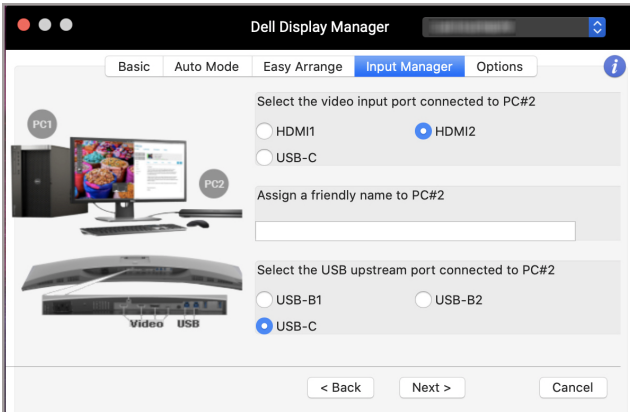 Dell Display Manager
Basic Auto Mode Easy Arrange Input Manager Options i
Select the video input port connected to PC#2
PC1
HDMI1 HDMI2
USB-C
PC2
Assign a friendly name to PC#2
Select the USB upstream port connected to PC#2
USB-B1 USB-B2
Video USB
USB-C
< Back Next > Cancel